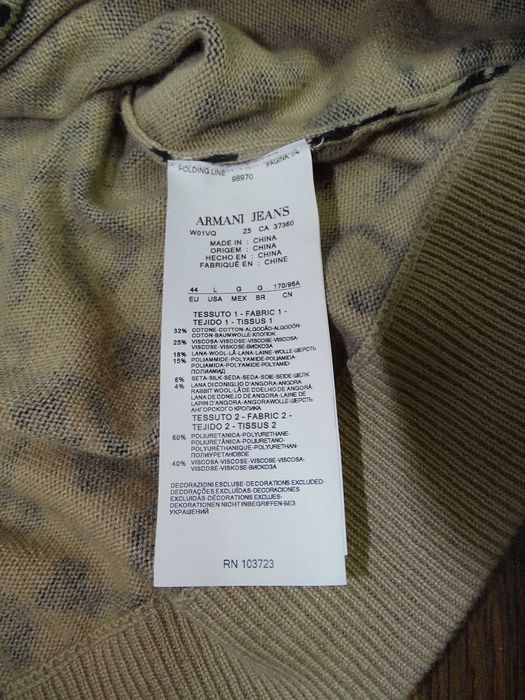 FOLDING LINE
PAGINA 1/4
98970
ARMANI JEANS
W01VQ Z5 CA 37360
MADE IN : CHINA
ORIGEM : CHINA
HECHO EN : CHINA
FABRIQUÉ EN : CHINE
44 L G G 170/96A
EU USA MEX BR CN
TESSUTO 1 - FABRIC 1 -
TEJIDO 1 - TISSUS 1
32% COTONE-COTTON-ALGODÃO-ALGODÓN-
COTON-BAUMWOLLE-ХЛОПОК
25% VISCOSA-VISCOSE-VISCOSE-VISCOSA-
VISCOSE-VISKOSE-ВИСКОЗА
18% LANA-WOOL-LÃ-LANA-LAINE-WOLLE-ШЕРСТЬ
15% POLIAMMIDE-POLYAMIDE-POLIAMIDA-
POLIAMIDA-POLYAMIDE-POLYAMID-
ПОЛИАМИД
6% SETA-SILK-SEDA-SEDA-SOIE-SEIDE-ШЕЛК
4% LANA DI CONIGLIO D'ANGORA-ANGORA
RABBIT WOOL-LÃ DE COELHO DE ANGORÁ-
LANA DE CONEJO DE ANGORA-LAINE DE
LAPIN D'ANGORA-ANGORAWOLLE-ШЕРСТЬ
АНГОРСКОГО КРОЛИКА
TESSUTO 2 - FABRIC 2 -
TEJIDO 2 - TISSUS 2
60% POLIURETANICA-POLYURETHANE-
POLIURETÂNICA-POLIURETANO-
POLYURÉTHANIQUE-POLYURETHAN-
ПОЛИУРЕТАНОВОЕ
40% VISCOSA-VISCOSE-VISCOSE-VISCOSA-
VISCOSE-VISKOSE-ВИСКОЗА
DECORAZIONI ESCLUSE-DECORATIONS EXCLUDED-
DECORAÇÕES EXCLUÍDAS-DECORACIONES
EXCLUIDAS-DÉCORATIONS EXCLUES-
DEKORATIONEN NICHT INBEGRIFFEN-БЕЗ
УКРАШЕНИЙ
RN 103723